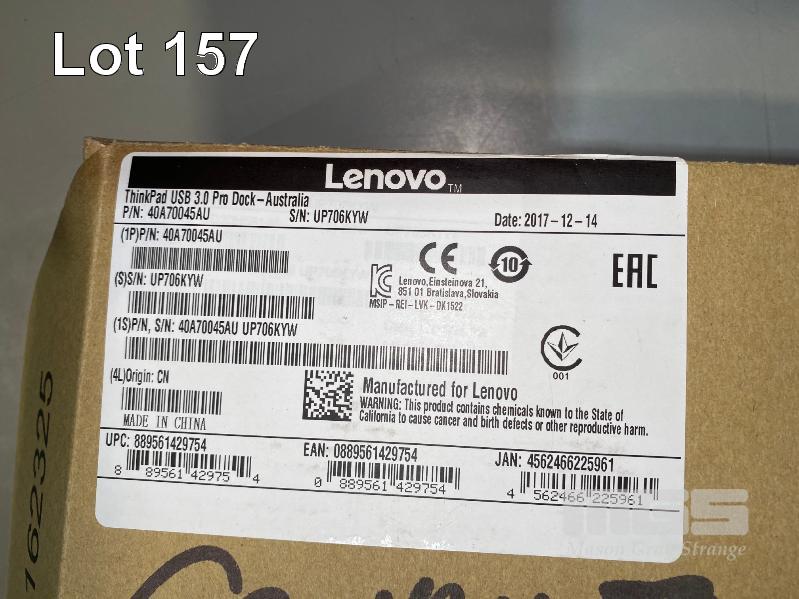 Lot 157
Lenovo TM
ThinkPad USB 3.0 Pro Dock-Australia
P/N: 40A70045AU S/N: UP706KYW Date: 2017-12-14
(1P)P/N: 40A70045AU
CE 10 EAC
Lenovo,Einsteinova 21,
851 01 Bratislava,Slovakia
MSIP-REI-LVK-DK1522
(S)S/N: UP706KYW
(1S)P/N, S/N: 40A70045AU UP706KYW
001
(4L)Origin: CN
MADE IN CHINA
Manufactured for Lenovo
WARNING: This product contains chemicals known to the State of
California to cause cancer and birth defects or other reproductive harm.
UPC: 889561429754 EAN: 0889561429754 JAN: 4562466225961
8 89561 42975 4 0 889561 429754 4 562466 225961
162325
MGS
Mason Gray Strange